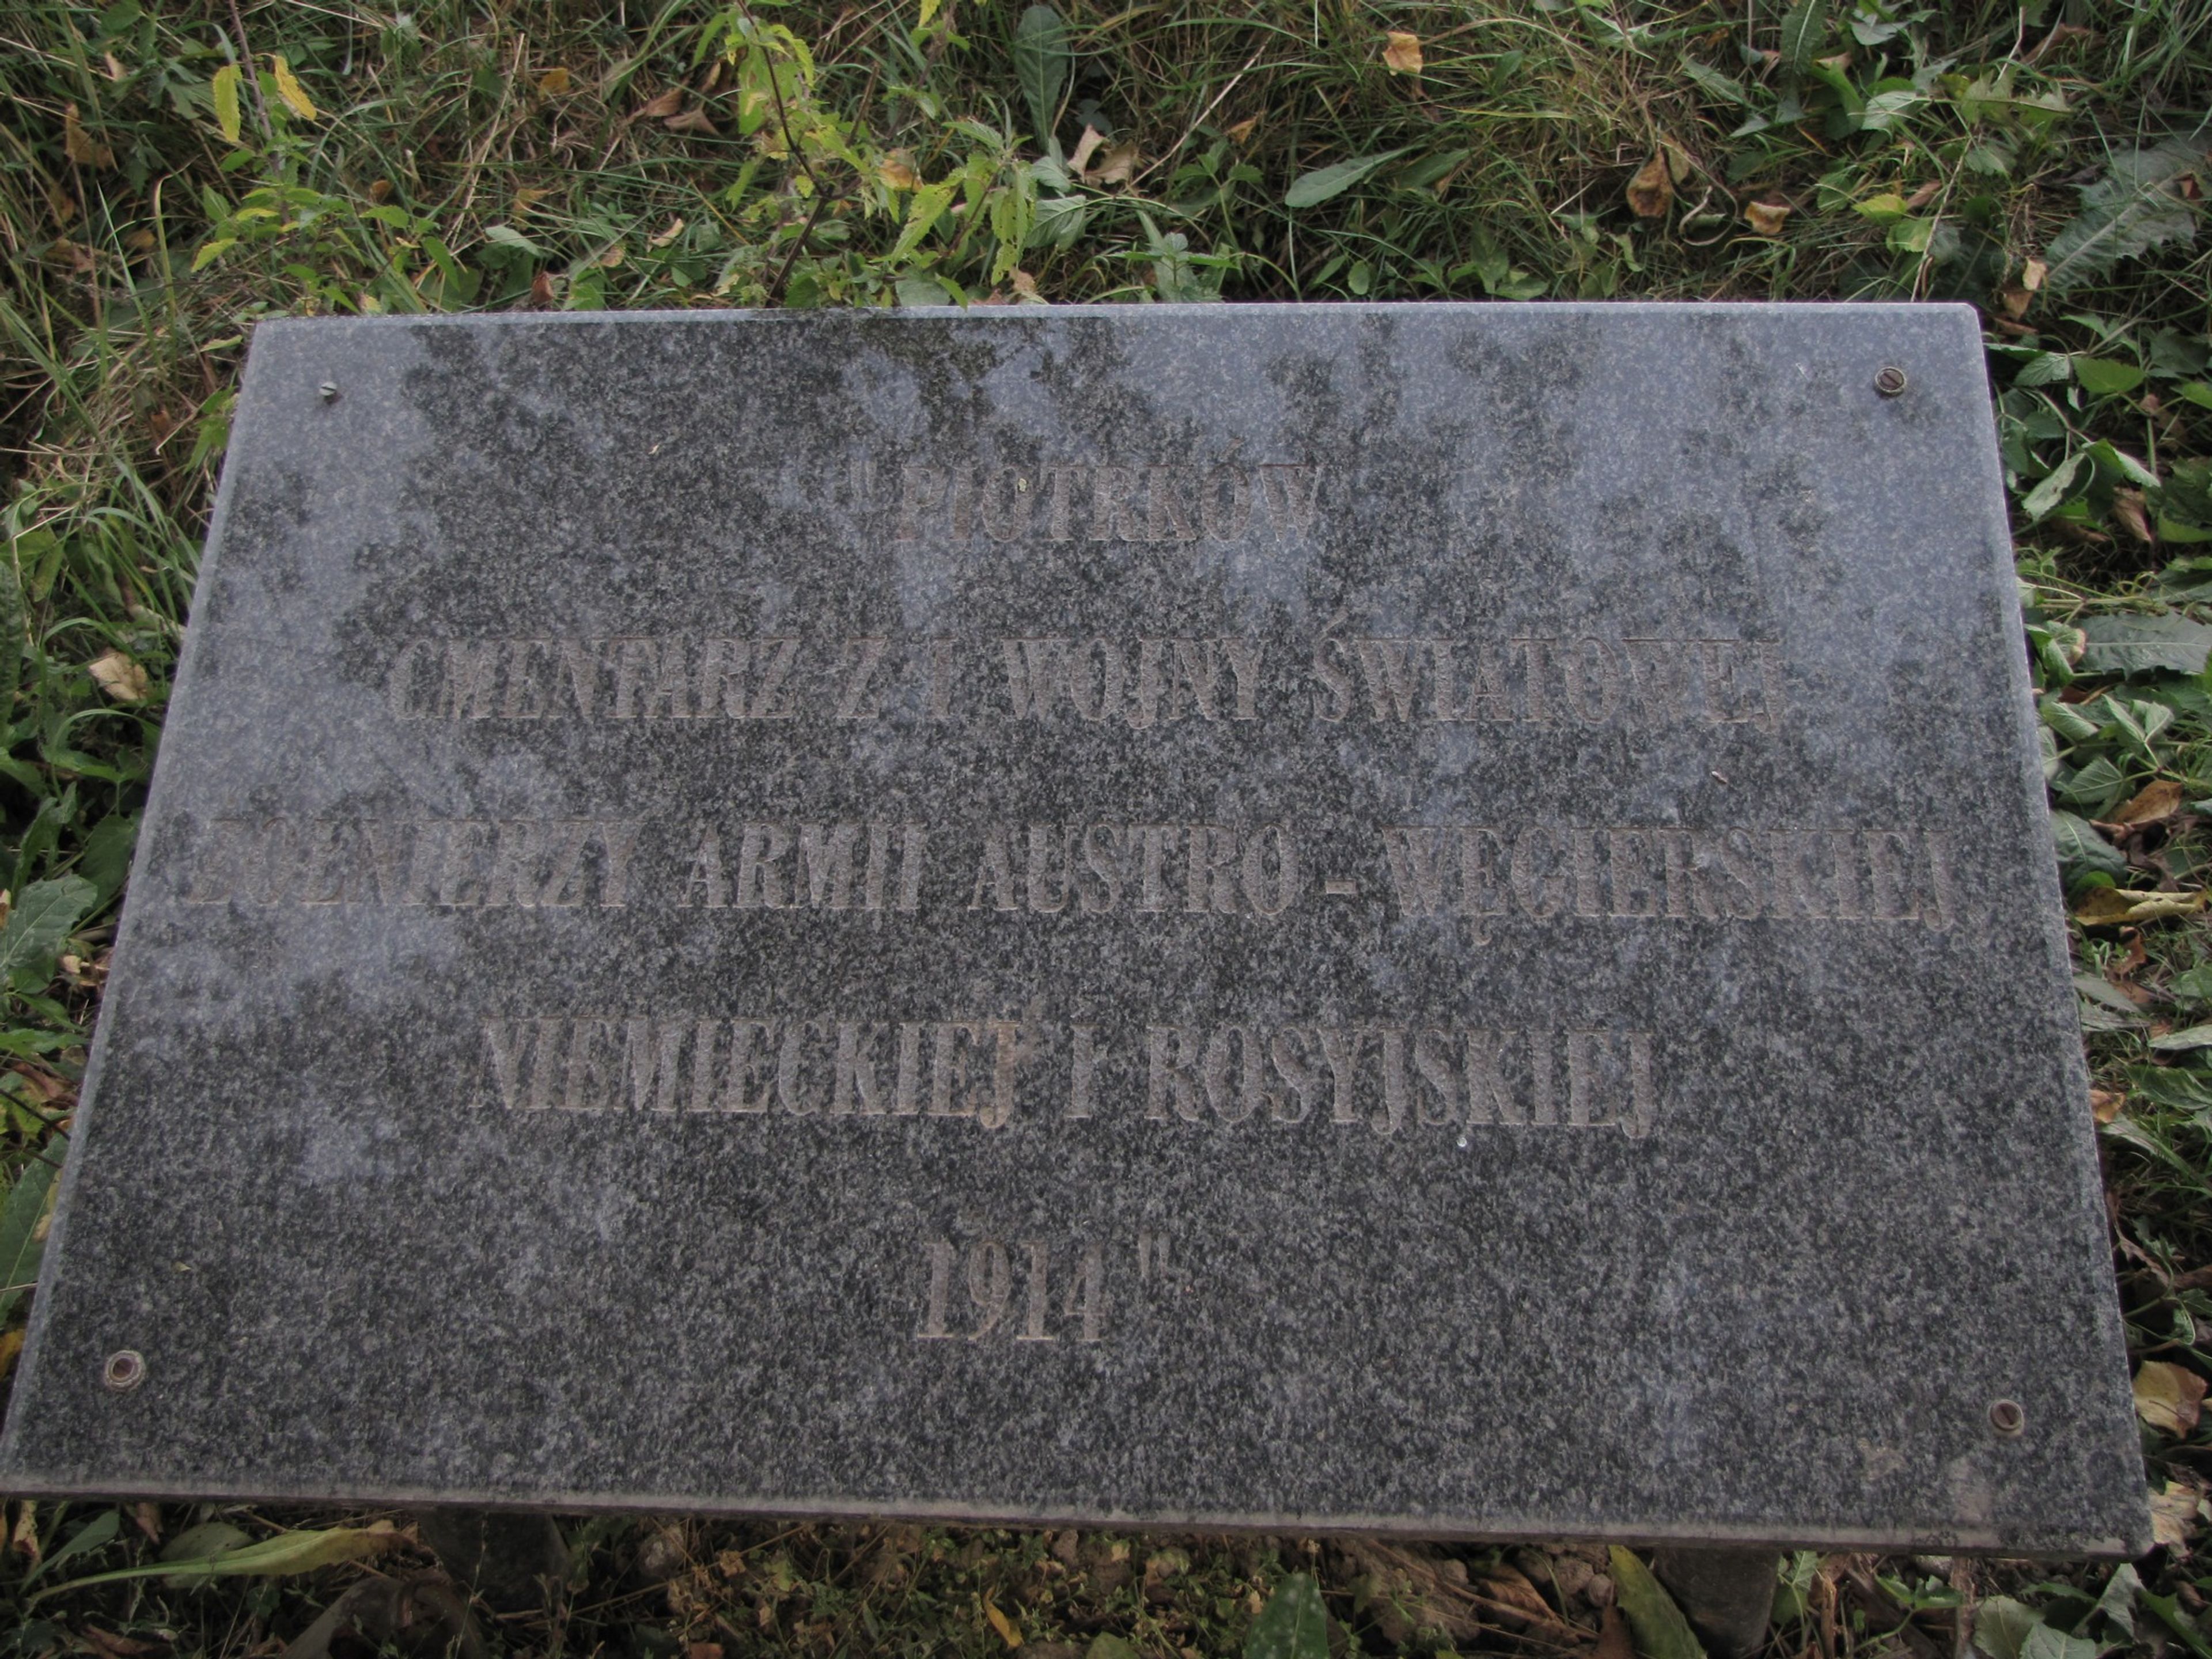 "PIOTRKÓW
CMENTARZ Z I WOJNY ŚWIATOWEJ
ŻOŁNIERZY ARMII AUSTRO - WĘGIERSKIEJ
NIEMIECKIEJ I ROSYJSKIEJ
1914"